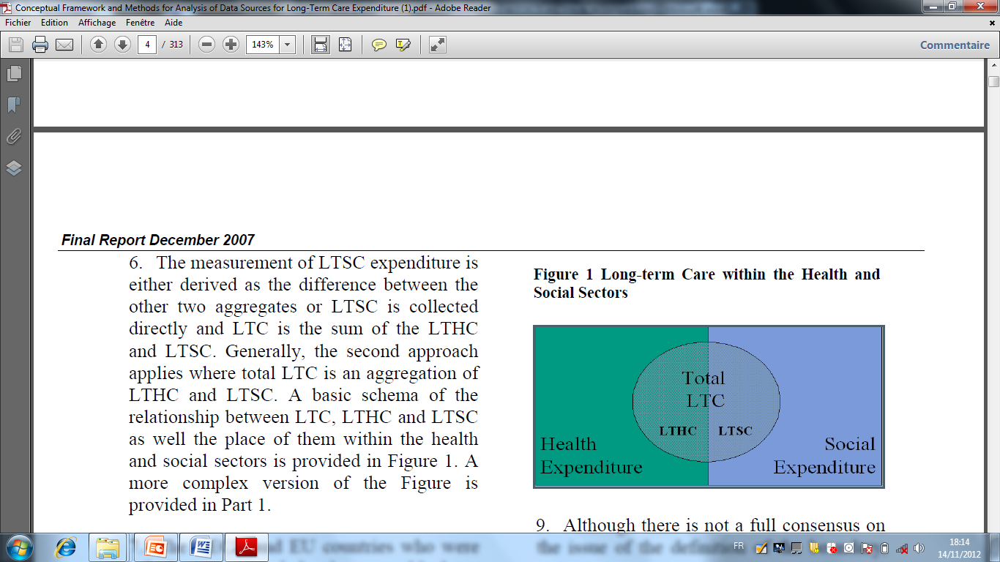 Conceptual Framework and Methods for Analysis of Data Sources for Long-Term Care Expenditure (1).pdf - Adobe Reader
Fichier Edition Affichage Fenêtre Aide
4 / 313 143% Commentaire
Final Report December 2007
6. The measurement of LTSC expenditure is
either derived as the difference between the
other two aggregates or LTSC is collected
directly and LTC is the sum of the LTHC
and LTSC. Generally, the second approach
applies where total LTC is an aggregation of
LTHC and LTSC. A basic schema of the
relationship between LTC, LTHC and LTSC
as well the place of them within the health
and social sectors is provided in Figure 1. A
more complex version of the Figure is
provided in Part 1.
Figure 1 Long-term Care within the Health and
Social Sectors
Total
LTC
LTHC LTSC
Health
Expenditure
Social
Expenditure
9. Although there is not a full consensus on
and EU countries who were
the issue of the definition
FR
18:14
14/11/2012